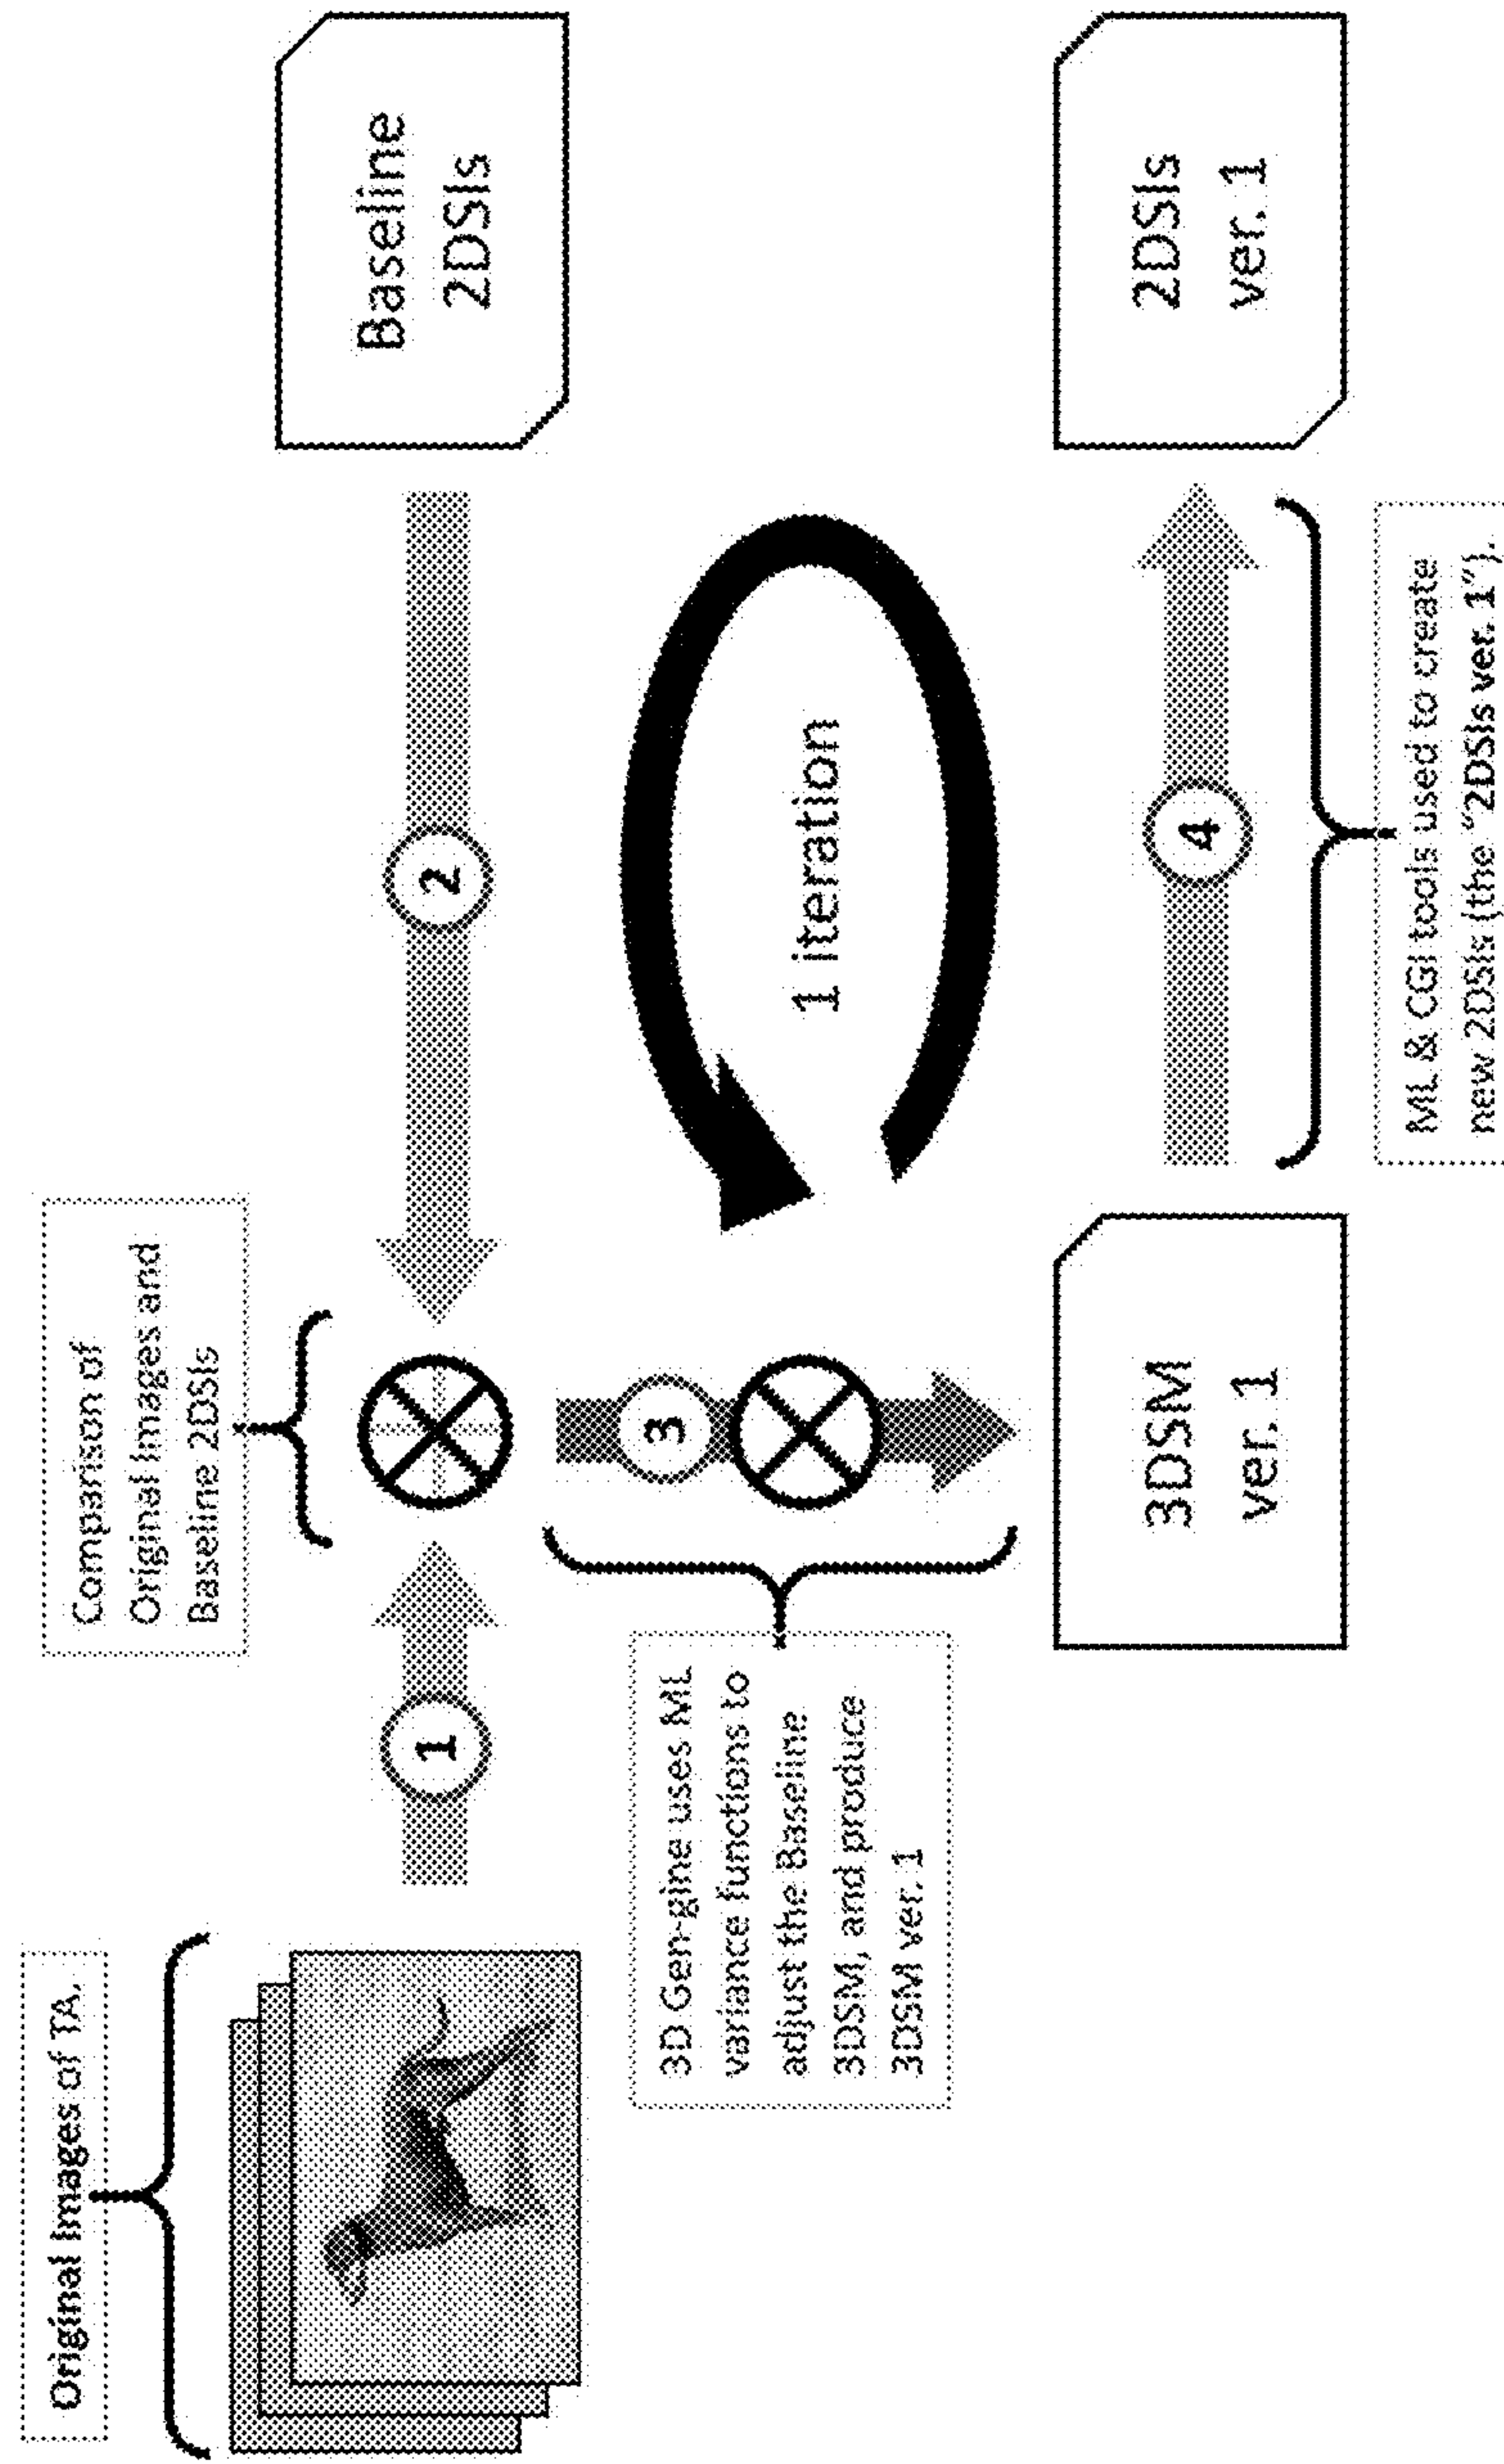 Original Images of TA.
Comparison of
Original Images and
Baseline 2DSIs
1
2
Baseline
2DSIs
3D Gen-gine uses ML
variance functions to
adjust the Baseline
3DSM, and produce
3DSM ver. 1
3
1 iteration
3DSM
ver. 1
4
2DSIs
ver. 1
ML & CGI tools used to create
new 2DSIs (the "2DSIs ver. 1").